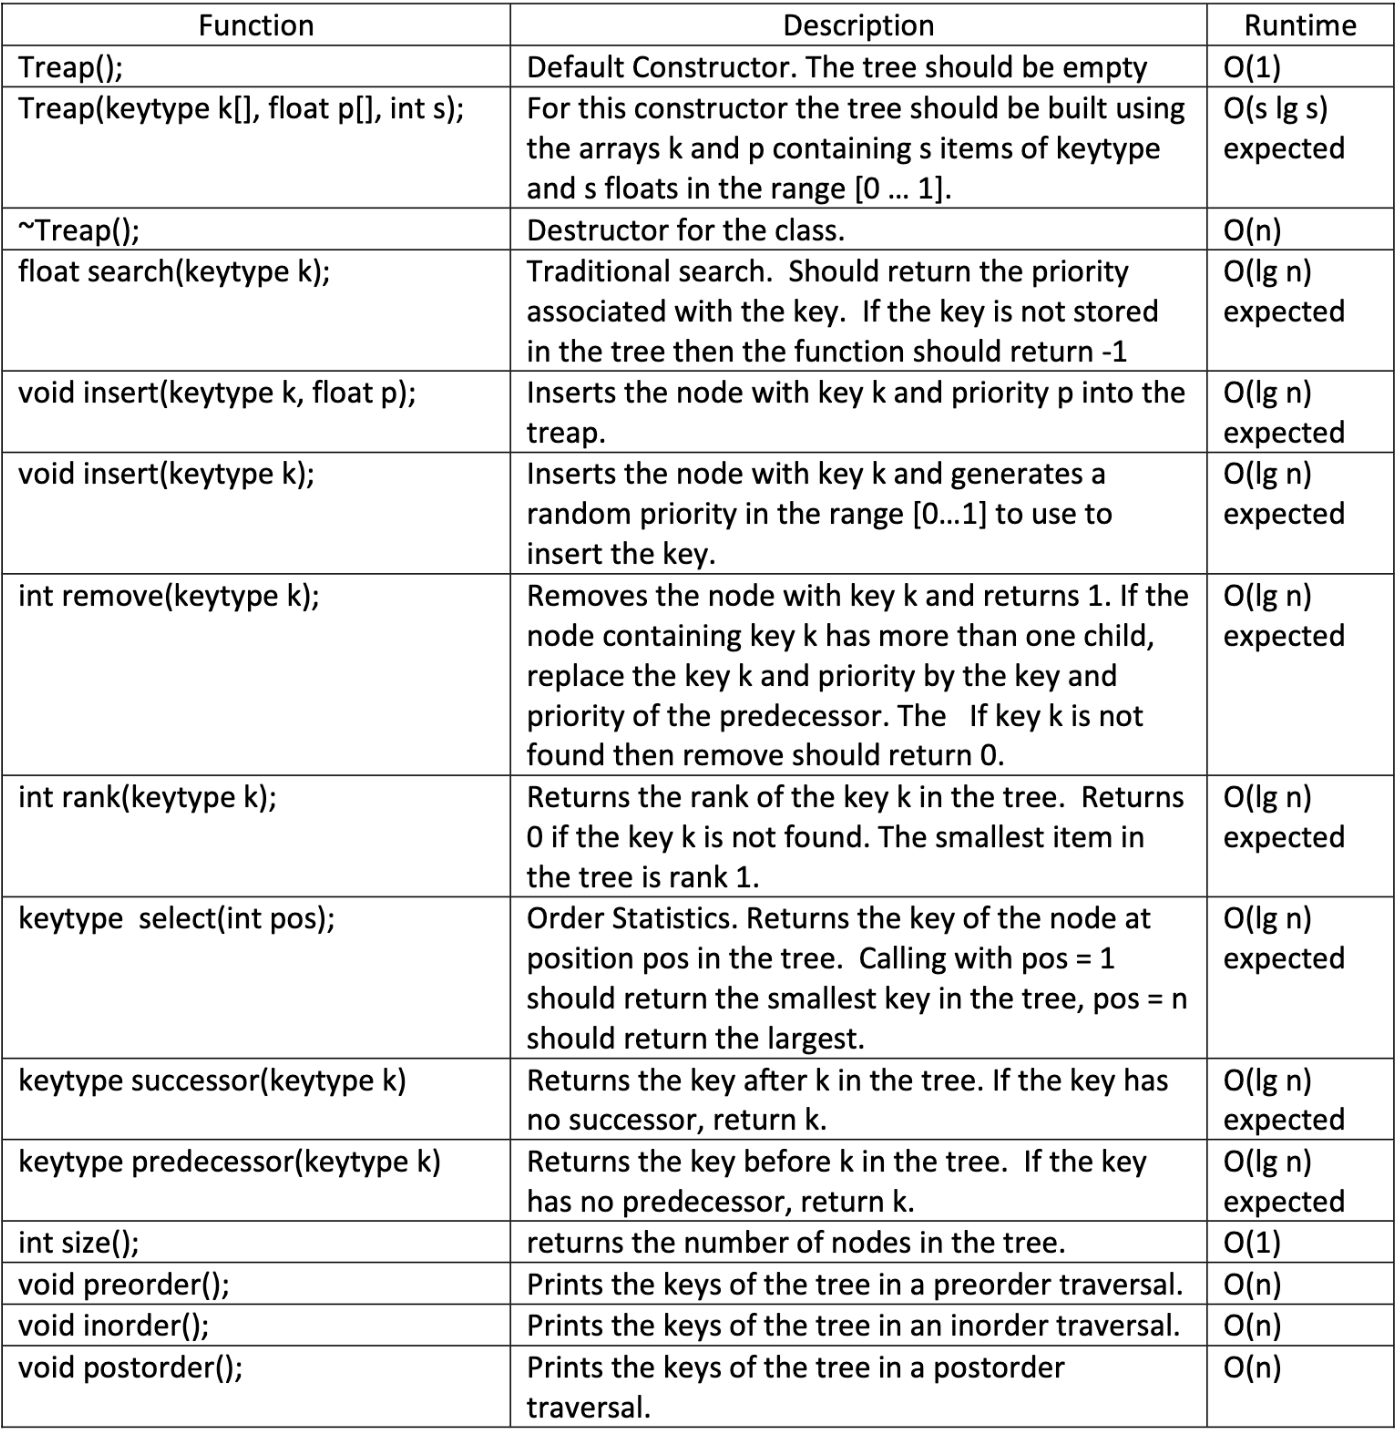 Function Description Runtime
Treap(); Default Constructor. The tree should be empty O(1)
Treap(keytype k[], float p[], int s); For this constructor the tree should be built using O(s lg s)
the arrays k and p containing s items of keytype expected
and s floats in the range [0 ... 1].
~Treap(); Destructor for the class. O(n)
float search(keytype k); Traditional search.  Should return the priority O(lg n)
associated with the key.  If the key is not stored expected
in the tree then the function should return -1
void insert(keytype k, float p); Inserts the node with key k and priority p into the O(lg n)
treap. expected
void insert(keytype k); Inserts the node with key k and generates a O(lg n)
random priority in the range [0...1] to use to expected
insert the key.
int remove(keytype k); Removes the node with key k and returns 1. If the O(lg n)
node containing key k has more than one child, expected
replace the key k and priority by the key and
priority of the predecessor. The   If key k is not
found then remove should return 0.
int rank(keytype k); Returns the rank of the key k in the tree.  Returns O(lg n)
0 if the key k is not found. The smallest item in expected
the tree is rank 1.
keytype  select(int pos); Order Statistics. Returns the key of the node at O(lg n)
position pos in the tree.  Calling with pos = 1 expected
should return the smallest key in the tree, pos = n
should return the largest.
keytype successor(keytype k) Returns the key after k in the tree. If the key has O(lg n)
no successor, return k. expected
keytype predecessor(keytype k) Returns the key before k in the tree.  If the key O(lg n)
has no predecessor, return k. expected
int size(); returns the number of nodes in the tree. O(1)
void preorder(); Prints the keys of the tree in a preorder traversal. O(n)
void inorder(); Prints the keys of the tree in an inorder traversal. O(n)
void postorder(); Prints the keys of the tree in a postorder O(n)
traversal.